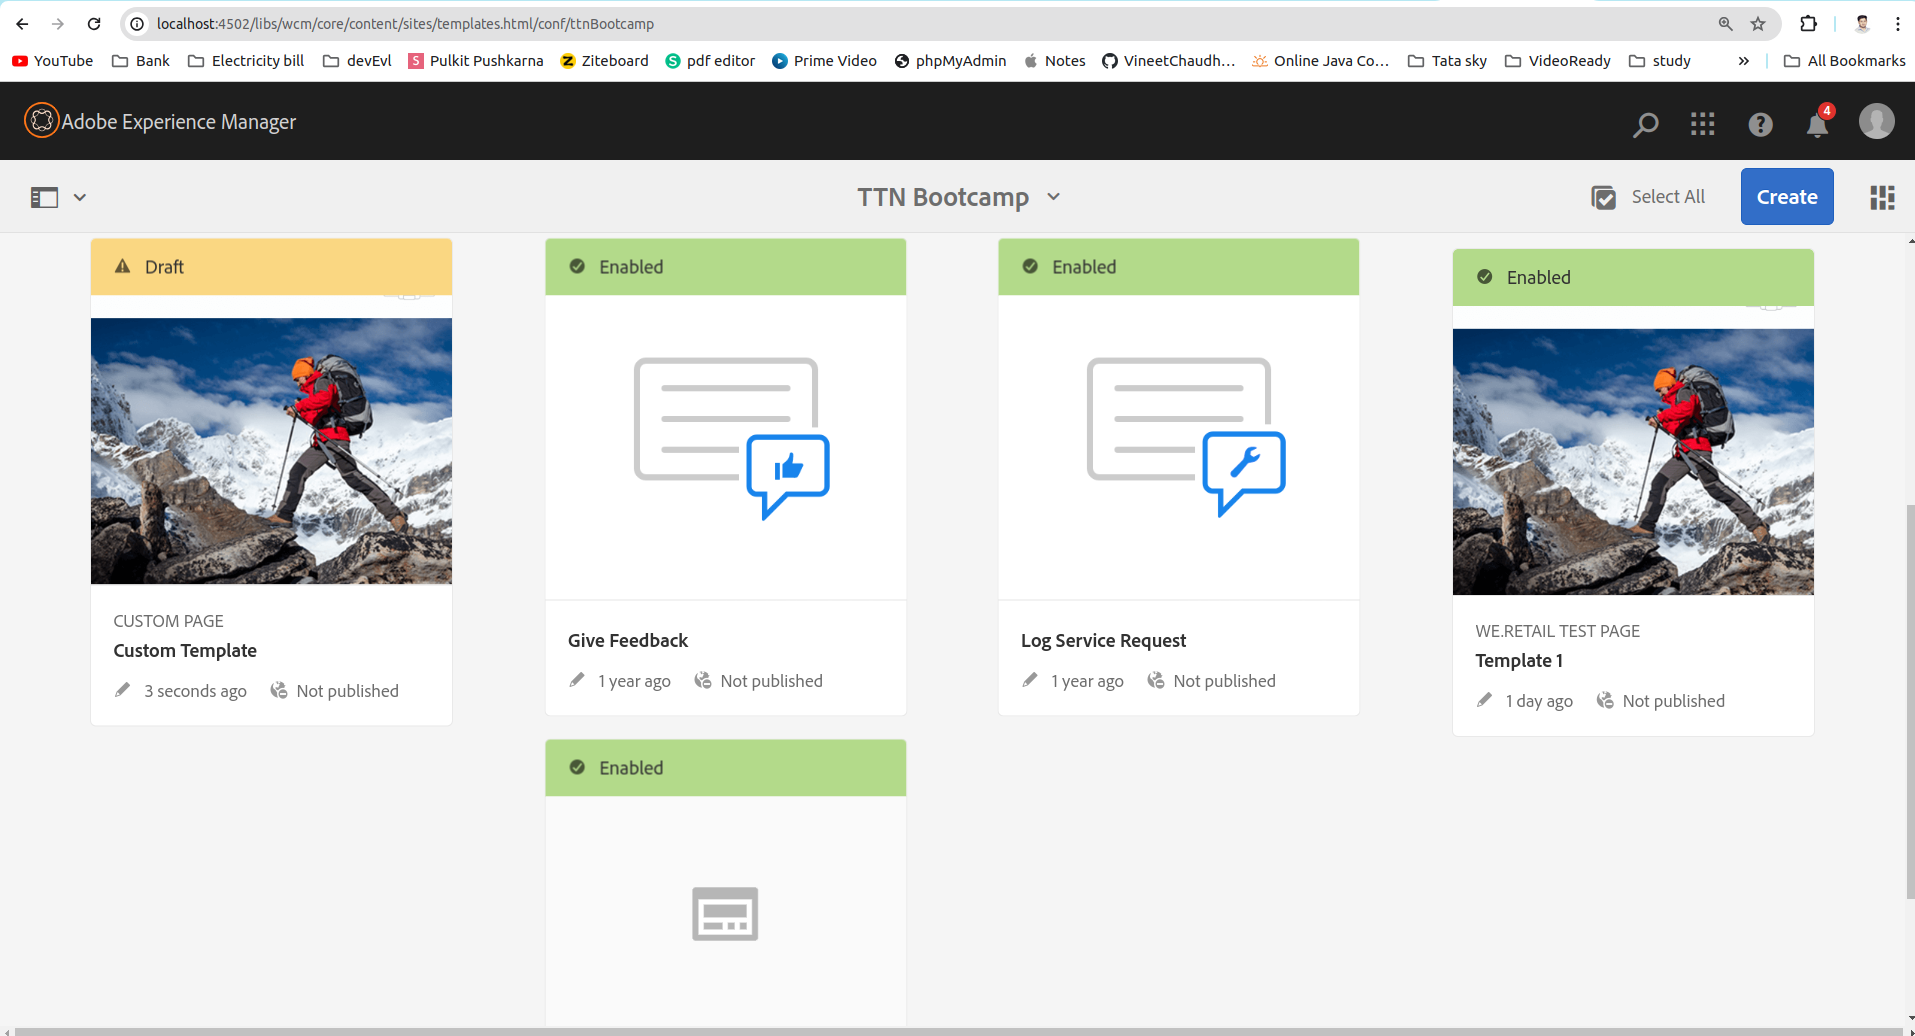 localhost:4502/libs/wcm/core/content/sites/templates.html/conf/ttnBootcamp
YouTube Bank Electricity bill devEvl S Pulkit Pushkarna Z Ziteboard S pdf editor Prime Video phpMyAdmin Notes VineetChaudh... Online Java Co... Tata sky VideoReady study » All Bookmarks
Adobe Experience Manager ? 4
TTN Bootcamp Select All Create
Draft
Enabled
Enabled
Enabled
CUSTOM PAGE
Custom Template
3 seconds ago Not published
Give Feedback
1 year ago Not published
Log Service Request
1 year ago Not published
WE.RETAIL TEST PAGE
Template 1
1 day ago Not published
Enabled